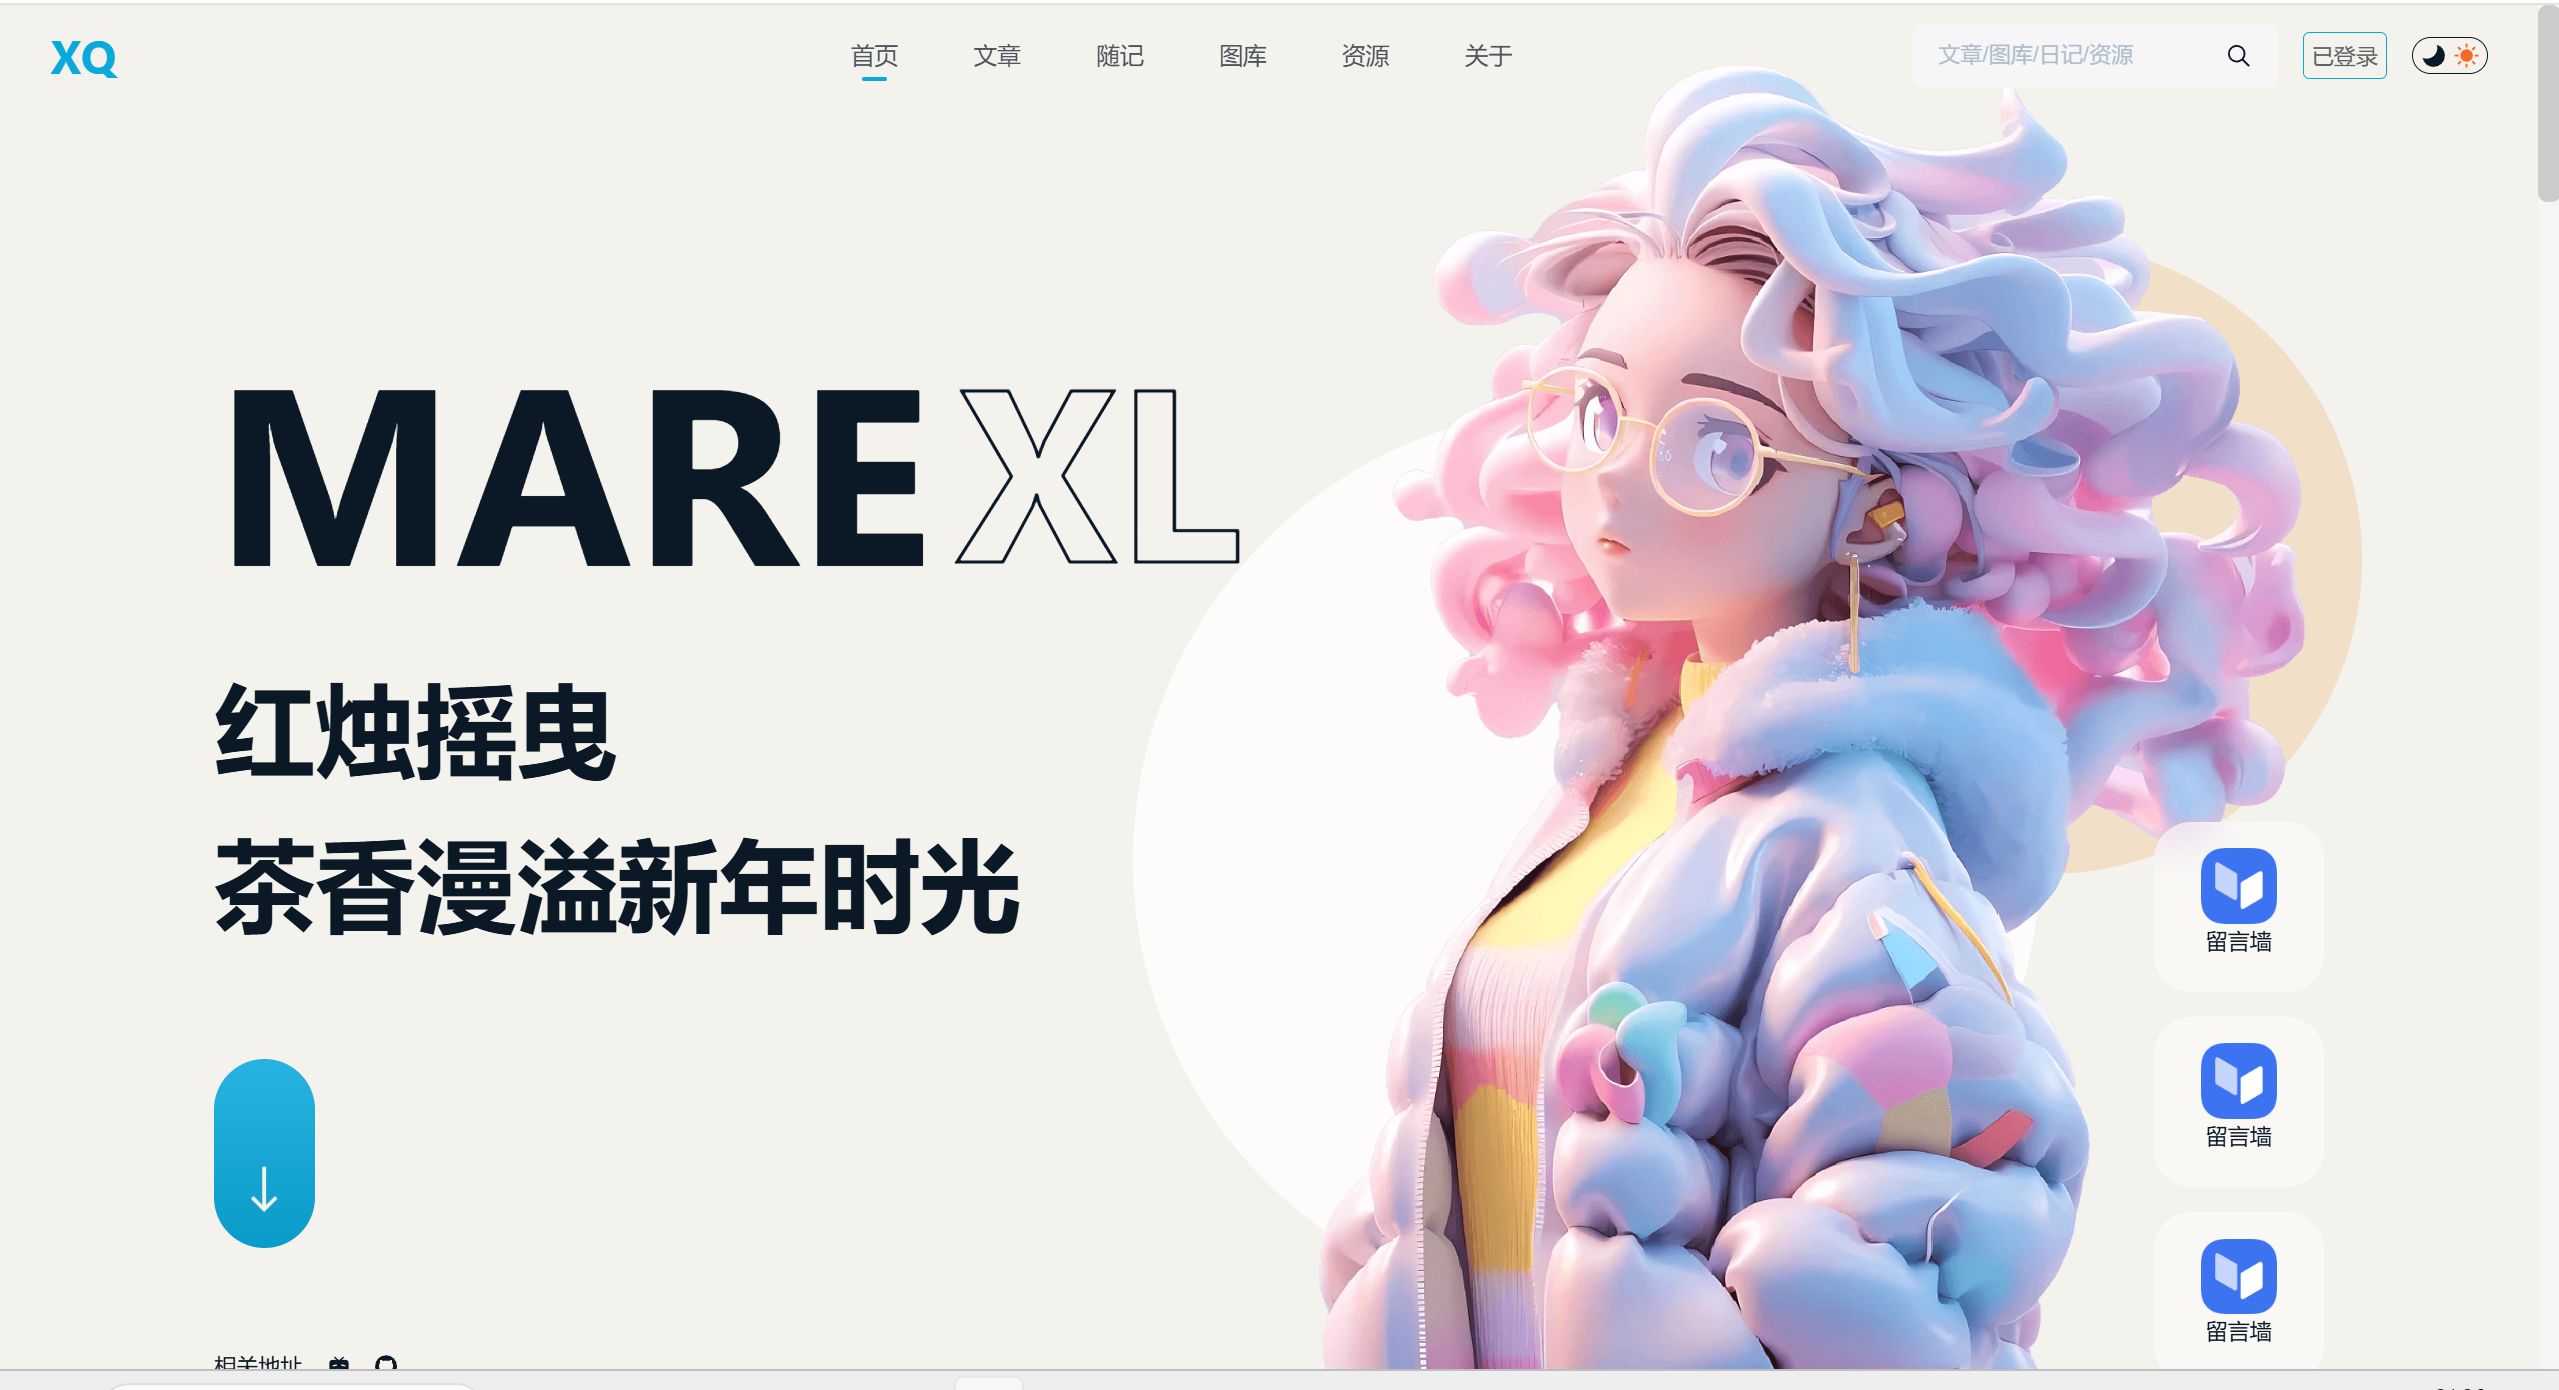 XQ
首页 文章 随记 图库 资源 关于
文章/图库/日记/资源
已登录
MAREXL
红烛摇曳
茶香漫溢新年时光
留言墙
留言墙
留言墙
相关地址